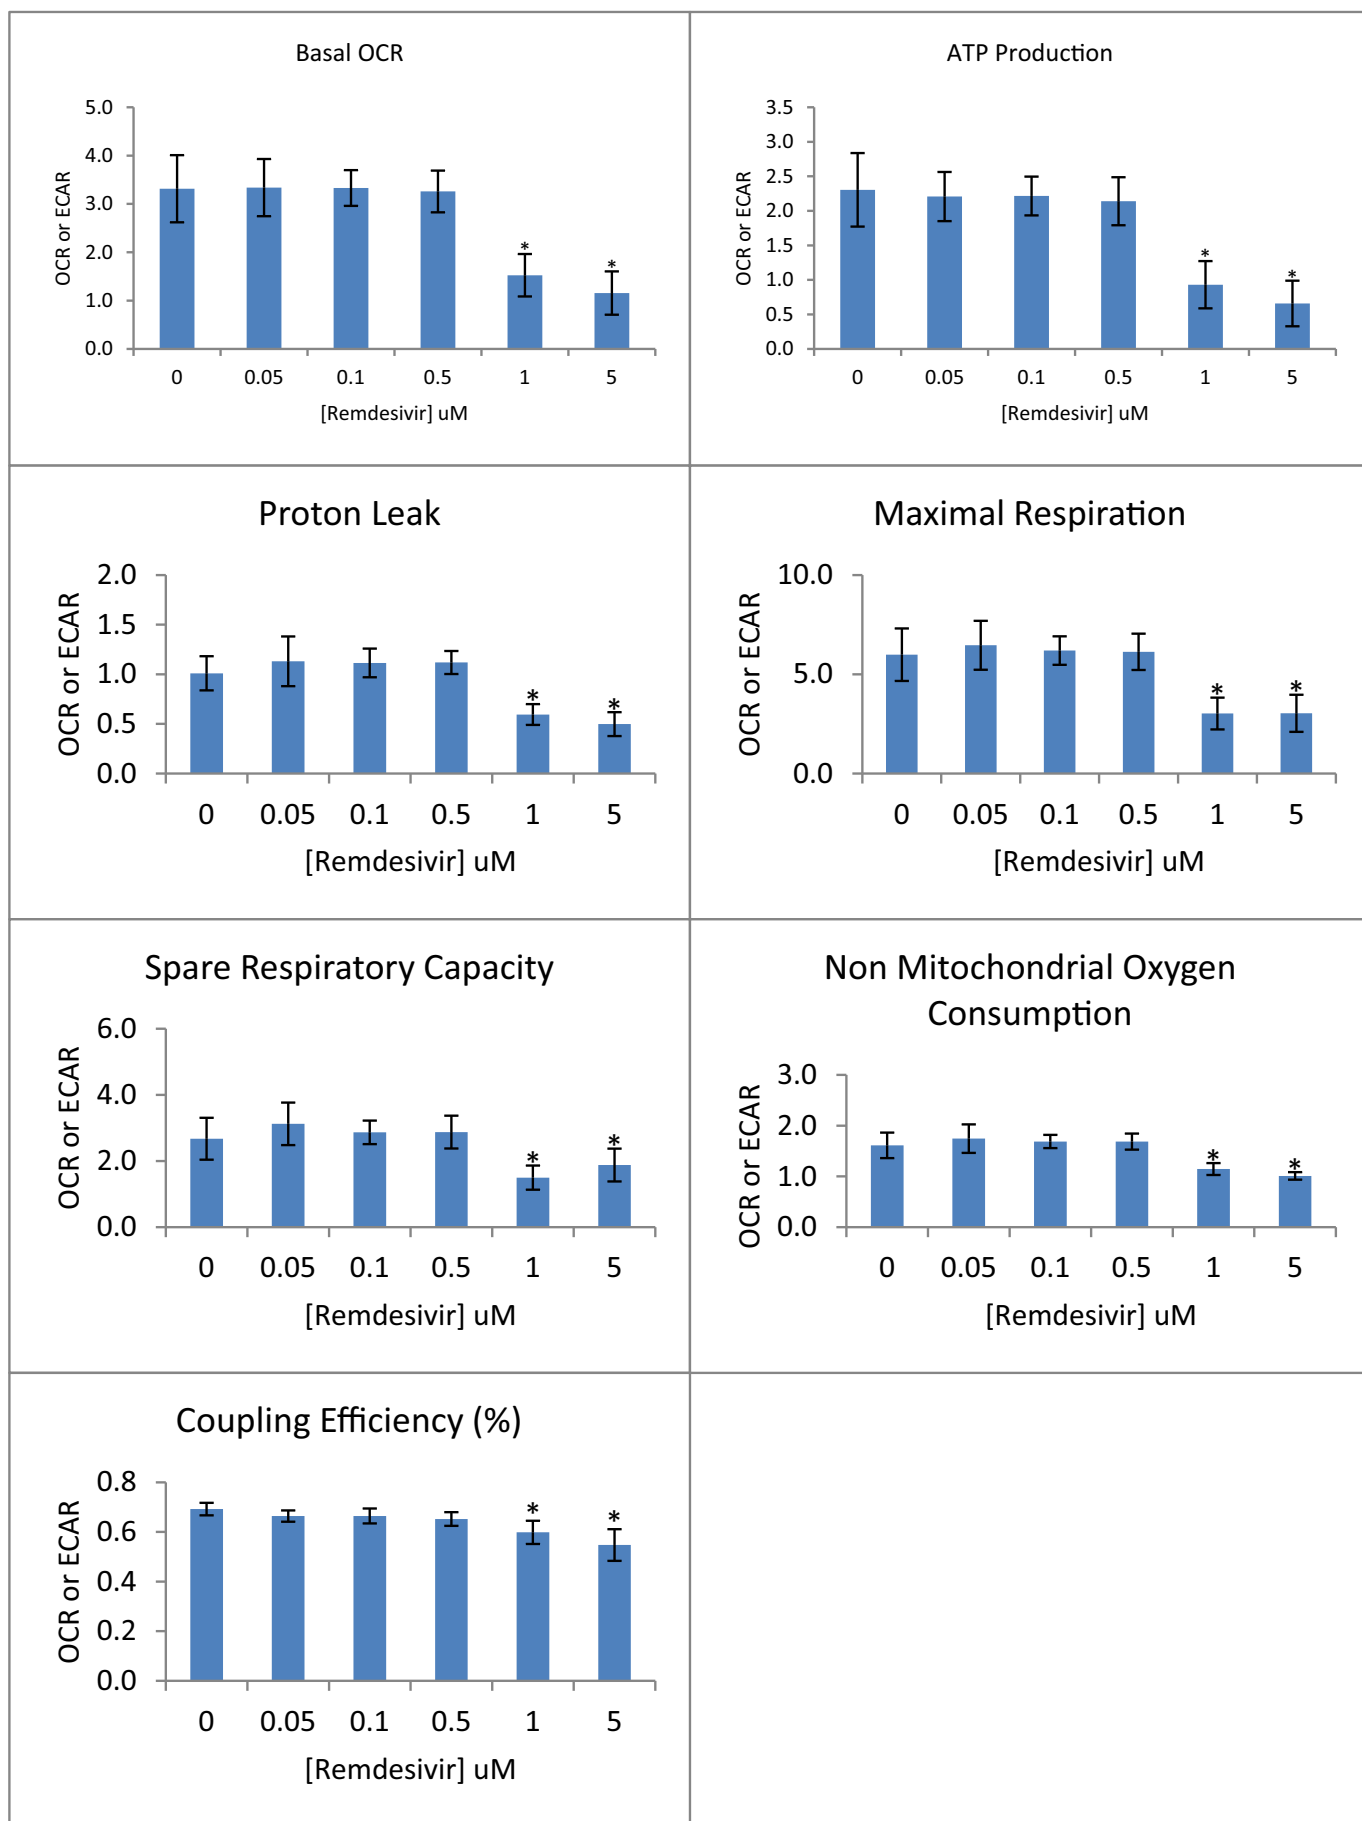 Basal OCR
OCR or ECAR
5.0
4.0
3.0
2.0
1.0
0.0
* *
0 0.05 0.1 0.5 1 5
[Remdesivir] uM
ATP Production
OCR or ECAR
3.5
3.0
2.5
2.0
1.5
1.0
0.5
0.0
* *
0 0.05 0.1 0.5 1 5
[Remdesivir] uM
Proton Leak
OCR or ECAR
2.0
1.5
1.0
0.5
0.0
* *
0 0.05 0.1 0.5 1 5
[Remdesivir] uM
Maximal Respiration
OCR or ECAR
10.0
5.0
0.0
* *
0 0.05 0.1 0.5 1 5
[Remdesivir] uM
Spare Respiratory Capacity
OCR or ECAR
6.0
4.0
2.0
0.0
* *
0 0.05 0.1 0.5 1 5
[Remdesivir] uM
Non Mitochondrial Oxygen
Consumption
OCR or ECAR
3.0
2.0
1.0
0.0
* *
0 0.05 0.1 0.5 1 5
[Remdesivir] uM
Coupling Efficiency (%)
OCR or ECAR
0.8
0.6
0.4
0.2
0.0
* *
0 0.05 0.1 0.5 1 5
[Remdesivir] uM